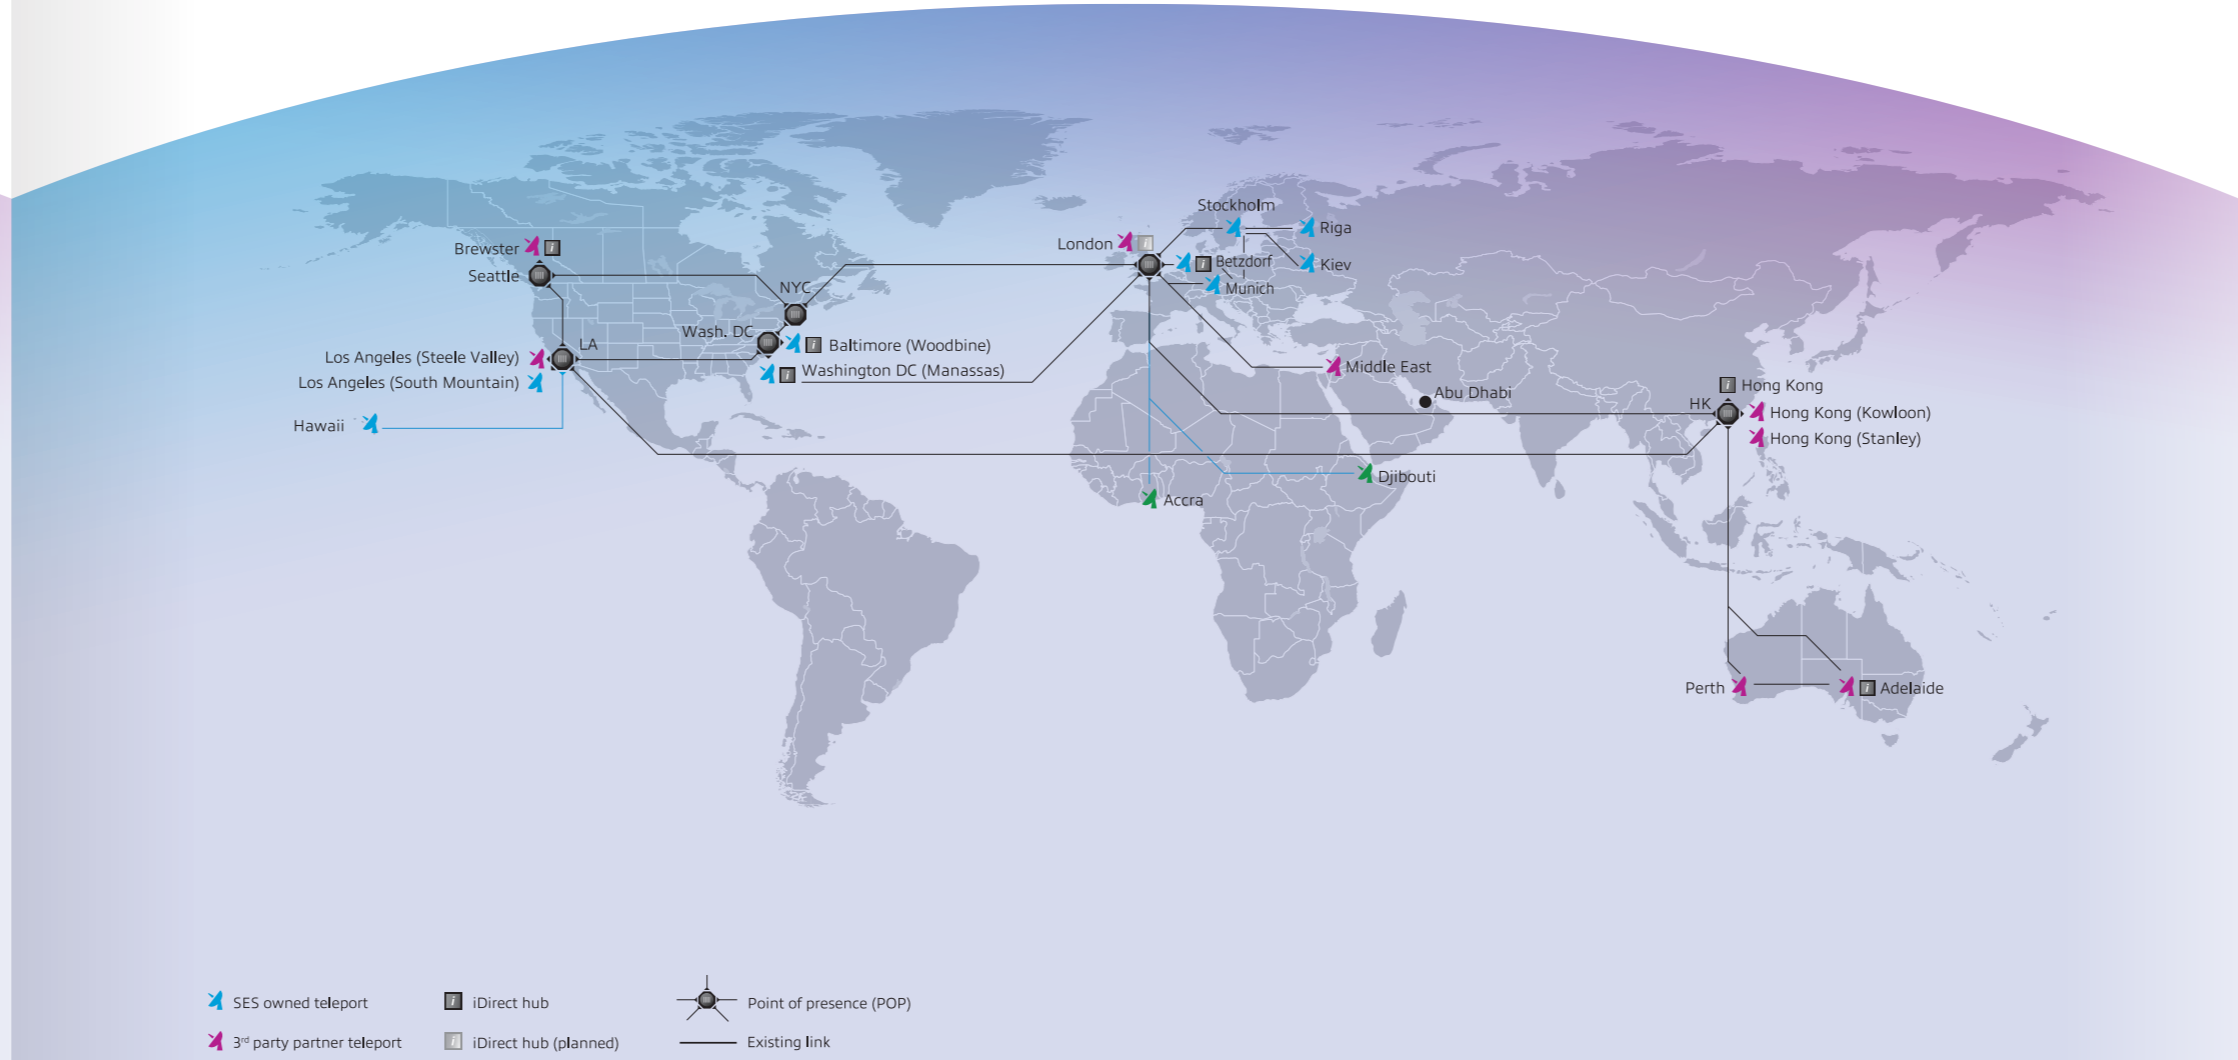 Stockholm
Riga
Brewster
London
Seattle
Betzdorf
Kiev
NYC
Munich
Wash. DC
LA
Baltimore (Woodbine)
Los Angeles (Steele Valley)
Washington DC (Manassas)
Middle East
Los Angeles (South Mountain)
Abu Dhabi
Hong Kong
HK
Hong Kong (Kowloon)
Hawaii
Hong Kong (Stanley)
Djibouti
Accra
Perth
Adelaide
SES owned teleport
i iDirect hub
Point of presence (POP)
3rd party partner teleport
i iDirect hub (planned)
Existing link